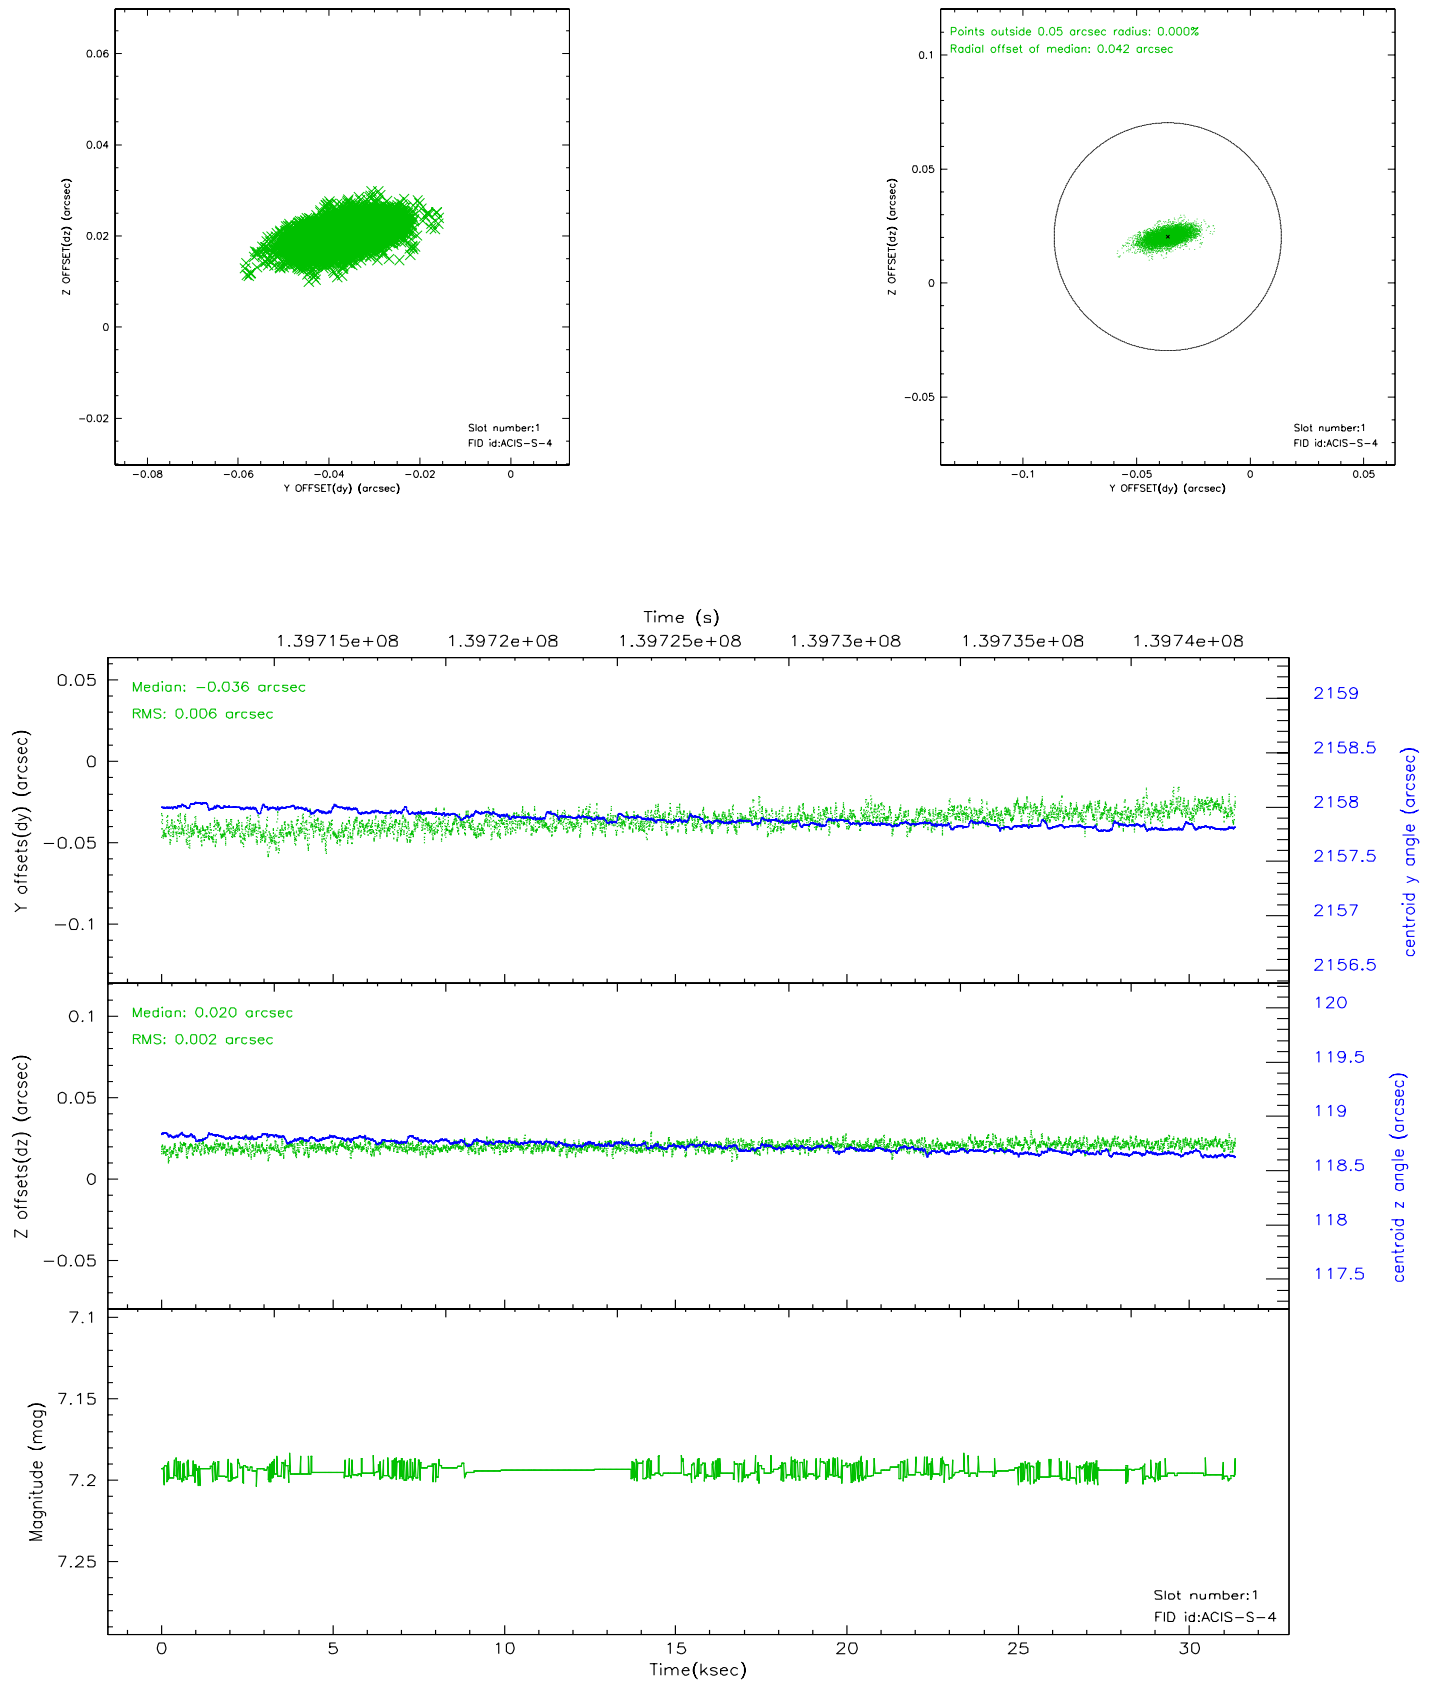 0.06
0.04
0.02
0
−0.02
Z OFFSET(dz) (arcsec)
Slot number:1
FID id:ACIS−S−4
−0.08
−0.06
−0.04
−0.02
0
Y OFFSET(dy) (arcsec)
Points outside 0.05 arcsec radius: 0.000%
Radial offset of median: 0.042 arcsec
0.1
0.05
0
−0.05
Z OFFSET(dz) (arcsec)
Slot number:1
FID id:ACIS−S−4
−0.1
−0.05
0
0.05
Y OFFSET(dy) (arcsec)
Time (s)
1.39715e+08
1.3972e+08
1.39725e+08
1.3973e+08
1.39735e+08
1.3974e+08
Median: −0.036 arcsec
RMS: 0.006 arcsec
0.05
0
−0.05
−0.1
Y offsets(dy) (arcsec)
2159
2158.5
2158
2157.5
2157
2156.5
centroid y angle (arcsec)
Median: 0.020 arcsec
RMS: 0.002 arcsec
0.1
0.05
0
−0.05
Z offsets(dz) (arcsec)
120
119.5
119
118.5
118
117.5
centroid z angle (arcsec)
7.1
7.15
7.2
7.25
Magnitude (mag)
Slot number:1
FID id:ACIS−S−4
0
5
10
15
20
25
30
Time(ksec)